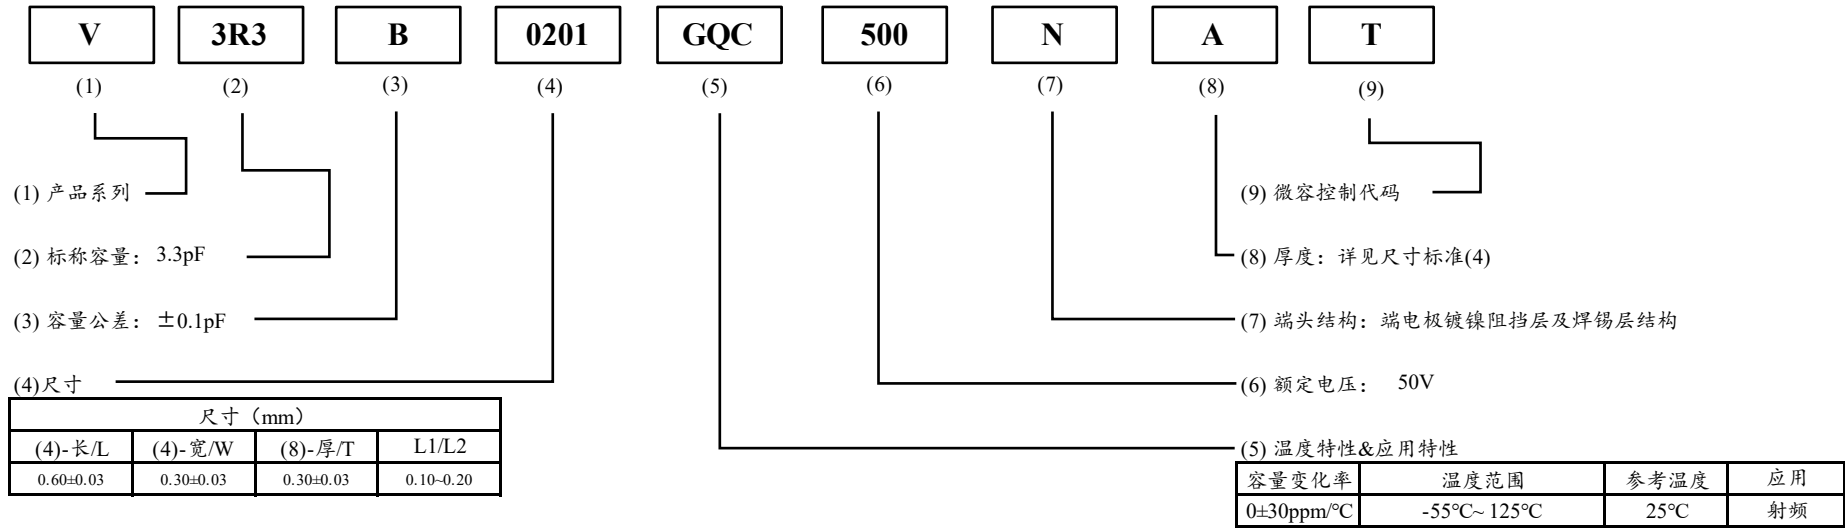 V 3R3 B 0201 GQC 500 N A T
(1) (2) (3) (4) (5) (6) (7) (8) (9)
(1) 产品系列
(9) 微容控制代码
(2) 标称容量： 3.3pF
(8) 厚度：详见尺寸标准(4)
(3) 容量公差：±0.1pF
(7) 端头结构：端电极镀镍阻挡层及焊锡层结构
(4)尺寸
(6) 额定电压： 50V
尺寸（mm）
(4)-长/L (4)-宽/W (8)-厚/T L1/L2
0.60±0.03 0.30±0.03 0.30±0.03 0.10~0.20
(5) 温度特性&应用特性
容量变化率 温度范围 参考温度 应用
0±30ppm/℃ -55℃~ 125℃ 25℃ 射频